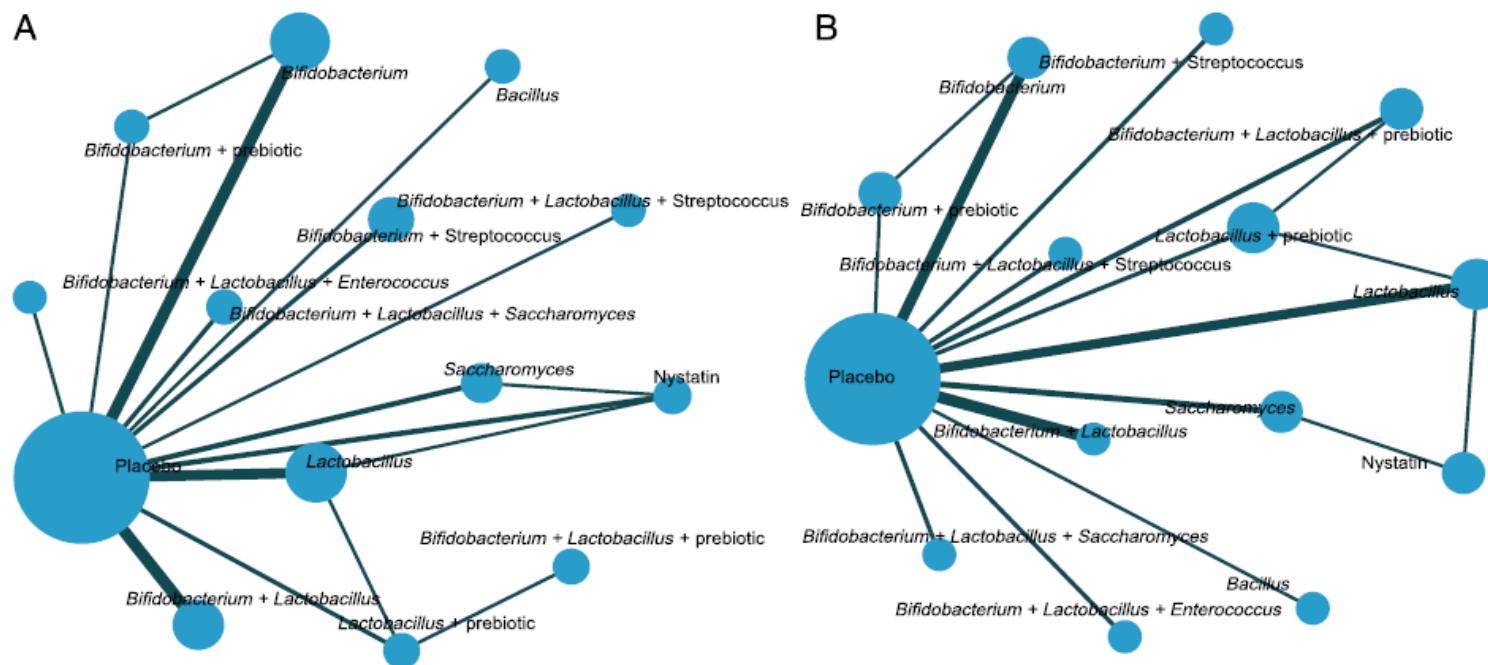 A
Bifidobacterium
Bacillus
Bifidobacterium + prebiotic
Bifidobacterium + Lactobacillus + Streptococcus
Bifidobacterium + Streptococcus
Bifidobacterium + Lactobacillus + Enterococcus
Bifidobacterium + Lactobacillus + Saccharomyces
Saccharomyces
Nystatin
Placebo
Lactobacillus
Bifidobacterium + Lactobacillus + prebiotic
Bifidobacterium + Lactobacillus
Lactobacillus + prebiotic
B
Bifidobacterium + Streptococcus
Bifidobacterium
Bifidobacterium + Lactobacillus + prebiotic
Bifidobacterium + prebiotic
Lactobacillus + prebiotic
Bifidobacterium + Lactobacillus + Streptococcus
Lactobacillus
Placebo
Saccharomyces
Bifidobacterium + Lactobacillus
Nystatin
Bifidobacterium + Lactobacillus + Saccharomyces
Bacillus
Bifidobacterium + Lactobacillus + Enterococcus